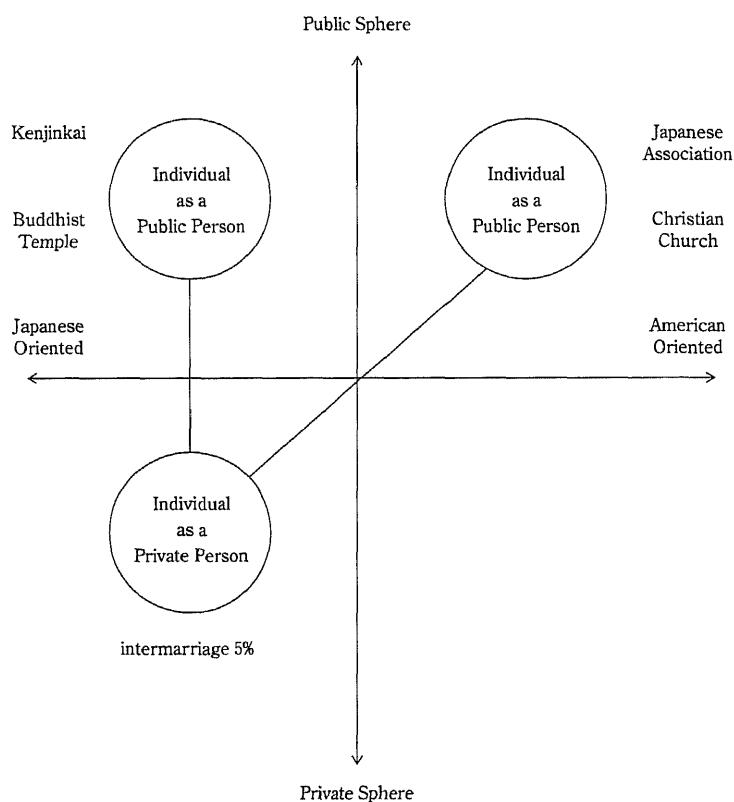 Public Sphere
Kenjinkai
Individual
as a
Public Person
Individual
as a
Public Person
Japanese
Association
Buddhist
Temple
Christian
Church
Japanese
Oriented
American
Oriented
Individual
as a
Private Person
intermarriage 5%
Private Sphere